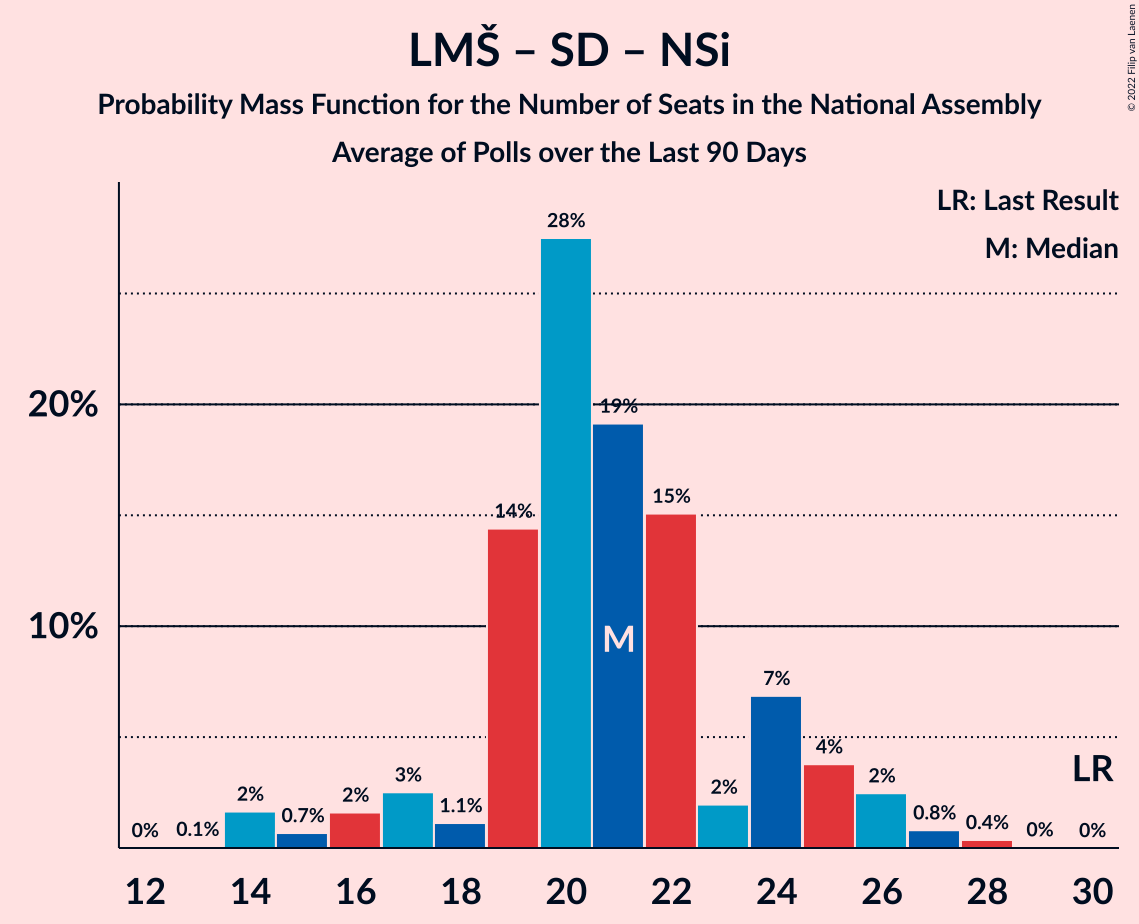 LMŠ – SD – NSi
Probability Mass Function for the Number of Seats in the National Assembly
Average of Polls over the Last 90 Days
© 2022 Filip van Laenen
LR: Last Result
M: Median
28%
20%
19%
15%
14%
10%
M
7%
4%
LR
3%
2%
2%
2%
2%
1.1%
0.7%
0.8%
0.4%
0%
0.1%
0%
0%
12 14 16 18 20 22 24 26 28 30